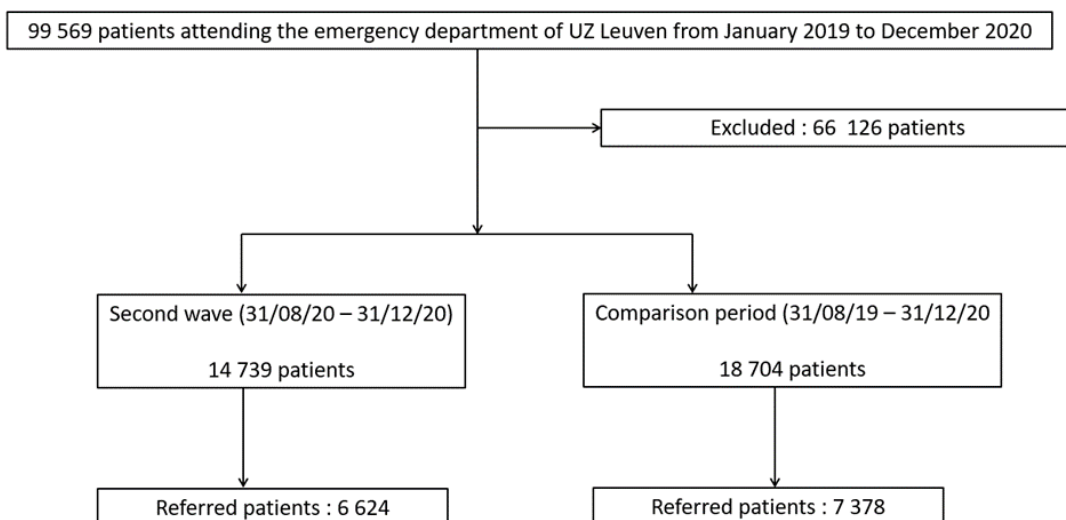 99 569 patients attending the emergency department of UZ Leuven from January 2019 to December 2020
Excluded : 66  126 patients
Second wave (31/08/20 – 31/12/20)
14 739 patients
Comparison period (31/08/19 – 31/12/20
18 704 patients
Referred patients : 6 624
Referred patients : 7 378